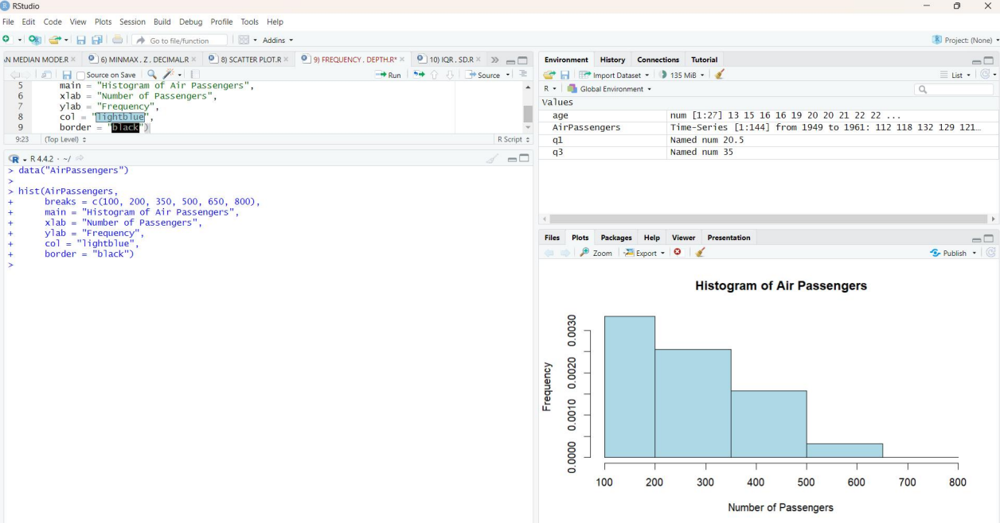 RStudio
File Edit Code View Plots Session Build Debug Profile Tools Help
Go to file/function Addins Project: (None)
AN MEDIAN MODE.R 6) MINMAX . Z . DECIMAL.R 8) SCATTER PLOT.R 9) FREQUENCY . DEPTH.R* 10) IQR . SD.R
Source on Save Run Source
5 main = "Histogram of Air Passengers",
6 xlab = "Number of Passengers",
7 ylab = "Frequency",
8 col = "lightblue",
9 border = "black")
9:23 (Top Level) R Script
R R 4.4.2 · ~/
> data("AirPassengers")
>
> hist(AirPassengers,
+ breaks = c(100, 200, 350, 500, 650, 800),
+ main = "Histogram of Air Passengers",
+ xlab = "Number of Passengers",
+ ylab = "Frequency",
+ col = "lightblue",
+ border = "black")
>
Environment History Connections Tutorial
Import Dataset 135 MiB List
R Global Environment
Values
age num [1:27] 13 15 16 16 19 20 20 21 22 22 ...
AirPassengers Time-Series [1:144] from 1949 to 1961: 112 118 132 129 121...
q1 Named num 20.5
q3 Named num 35
Files Plots Packages Help Viewer Presentation
Zoom Export Publish
Histogram of Air Passengers
Frequency
0.0030
0.0020
0.0010
0.0000
100 200 300 400 500 600 700 800
Number of Passengers